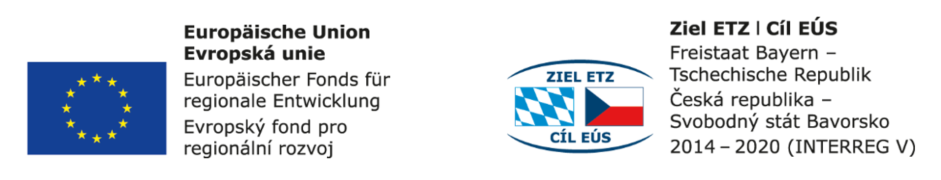 Europäische Union
Evropská unie
Europäischer Fonds für
regionale Entwicklung
Evropský fond pro
regionální rozvoj
ZIEL ETZ
CÍL EÚS
Ziel ETZ | Cíl EÚS
Freistaat Bayern –
Tschechische Republik
Česká republika –
Svobodný stát Bavorsko
2014 – 2020 (INTERREG V)